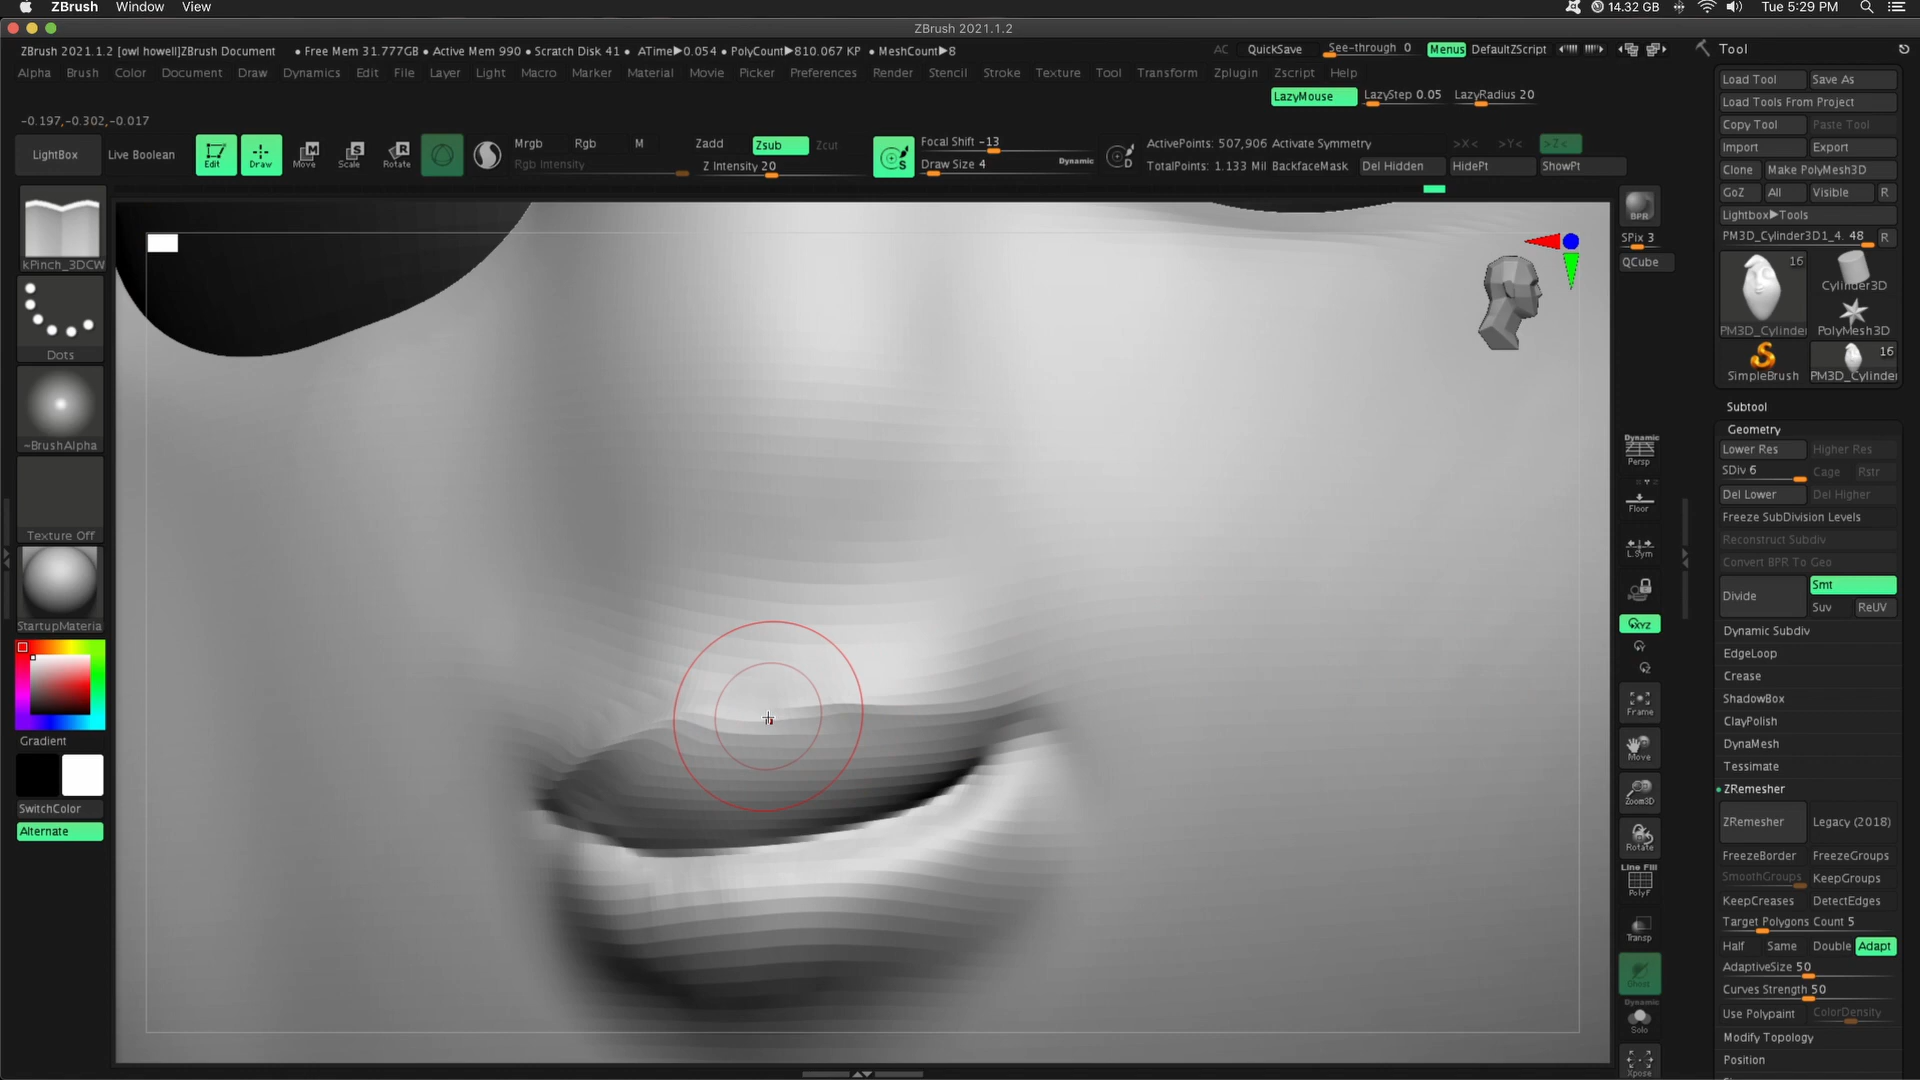 ZBrush Window View 14.32 GB Tue 5:29 PM
ZBrush 2021.1.2
ZBrush 2021.1.2 [owl howell]ZBrush Document • Free Mem 31.777GB • Active Mem 990 • Scratch Disk 41 • ATime▶0.054 • PolyCount▶810.067 KP • MeshCount▶8 AC QuickSave See-through 0 Menus DefaultZScript
Alpha Brush Color Document Draw Dynamics Edit File Layer Light Macro Marker Material Movie Picker Preferences Render Stencil Stroke Texture Tool Transform Zplugin Zscript Help
LazyMouse LazyStep 0.05 LazyRadius 20
-0.197,-0.302,-0.017
LightBox Live Boolean Edit Draw Move Scale Rotate
Mrgb Rgb M
Rgb Intensity
Zadd Zsub Zcut
Z Intensity 20
S
Focal Shift -13
Draw Size 4 Dynamic
D
ActivePoints: 507,906 Activate Symmetry >X< >Y< >Z<
TotalPoints: 1.133 Mil BackfaceMask Del Hidden HidePt ShowPt
kPinch_3DCW
Dots
~BrushAlpha
Texture Off
StartupMateria
Gradient
SwitchColor
Alternate
BPR
SPix 3
QCube
Dynamic
Persp
Floor
L.Sym
XYZ
Frame
Move
Zoom3D
Rotate
Line Fill
PolyF
Transp
Ghost
Dynamic
Solo
Xpose
Tool
Load Tool Save As
Load Tools From Project
Copy Tool Paste Tool
Import Export
Clone Make PolyMesh3D
GoZ All Visible R
Lightbox▶Tools
PM3D_Cylinder3D1_4. 48 R
16
Cylinder3D
PM3D_Cylinder PolyMesh3D
16
SimpleBrush PM3D_Cylinder
Subtool
Geometry
Lower Res Higher Res
SDiv 6 Cage Rstr
Del Lower Del Higher
Freeze SubDivision Levels
Reconstruct Subdiv
Convert BPR To Geo
Divide Smt
Suv ReUV
Dynamic Subdiv
EdgeLoop
Crease
ShadowBox
ClayPolish
DynaMesh
Tessimate
ZRemesher
ZRemesher Legacy (2018)
FreezeBorder FreezeGroups
SmoothGroups KeepGroups
KeepCreases DetectEdges
Target Polygons Count 5
Half Same Double Adapt
AdaptiveSize 50
Curves Strength 50
Use Polypaint ColorDensity
Modify Topology
Position